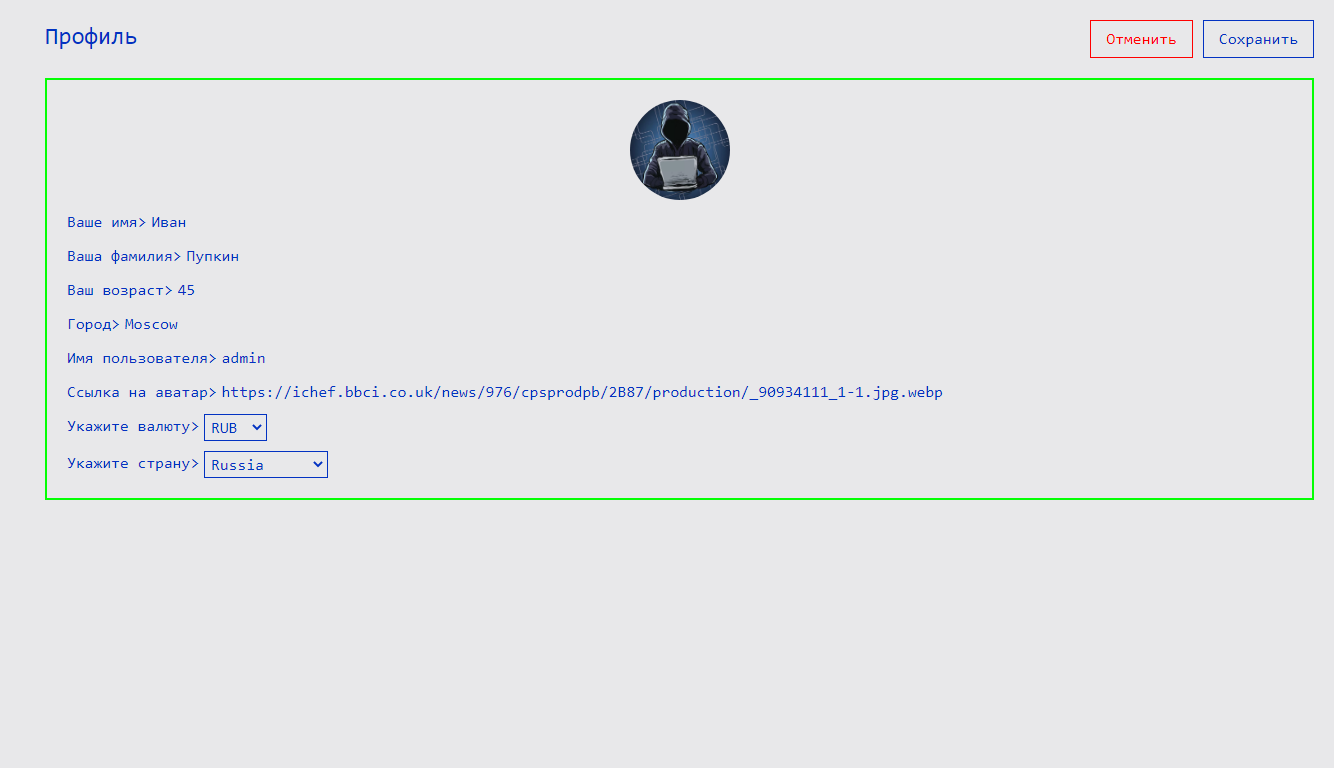 Профиль
Отменить
Сохранить
Ваше имя> Иван
Ваша фамилия> Пупкин
Ваш возраст> 45
Город> Moscow
Имя пользователя> admin
Ссылка на аватар> https://ichef.bbci.co.uk/news/976/cpsprodpb/2B87/production/_90934111_1-1.jpg.webp
Укажите валюту> RUB
Укажите страну> Russia